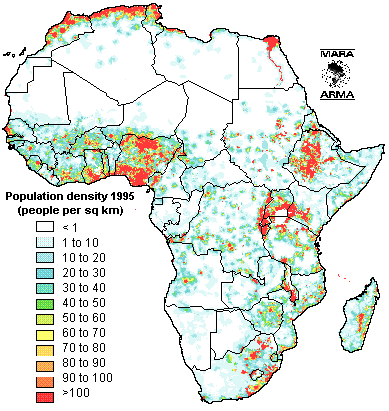 MARA
ARMA
Population density 1995
(people per sq km)
< 1
1 to 10
10 to 20
20 to 30
30 to 40
40 to 50
50 to 60
60 to 70
70 to 80
80 to 90
90 to 100
>100